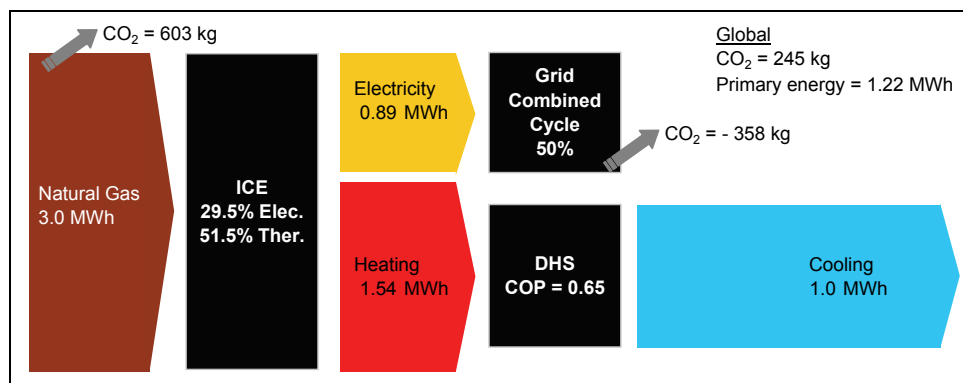 CO₂ = 603 kg
Global
CO₂ = 245 kg
Primary energy = 1.22 MWh
Natural Gas
3.0 MWh
ICE
29.5% Elec.
51.5% Ther.
Electricity
0.89 MWh
Grid
Combined
Cycle
50%
CO₂ = - 358 kg
Heating
1.54 MWh
DHS
COP = 0.65
Cooling
1.0 MWh